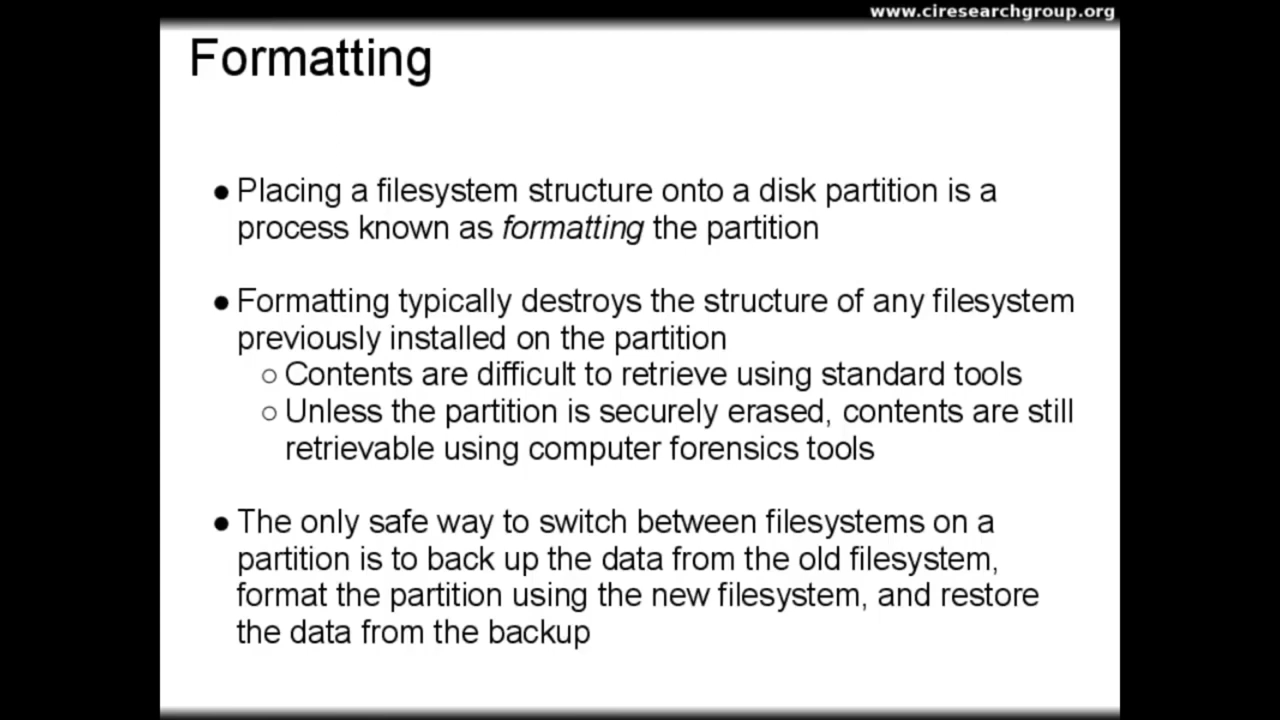 www.ciresearchgroup.org
Formatting
● Placing a filesystem structure onto a disk partition is a
process known as formatting the partition
● Formatting typically destroys the structure of any filesystem
previously installed on the partition
○ Contents are difficult to retrieve using standard tools
○ Unless the partition is securely erased, contents are still
retrievable using computer forensics tools
● The only safe way to switch between filesystems on a
partition is to back up the data from the old filesystem,
format the partition using the new filesystem, and restore
the data from the backup